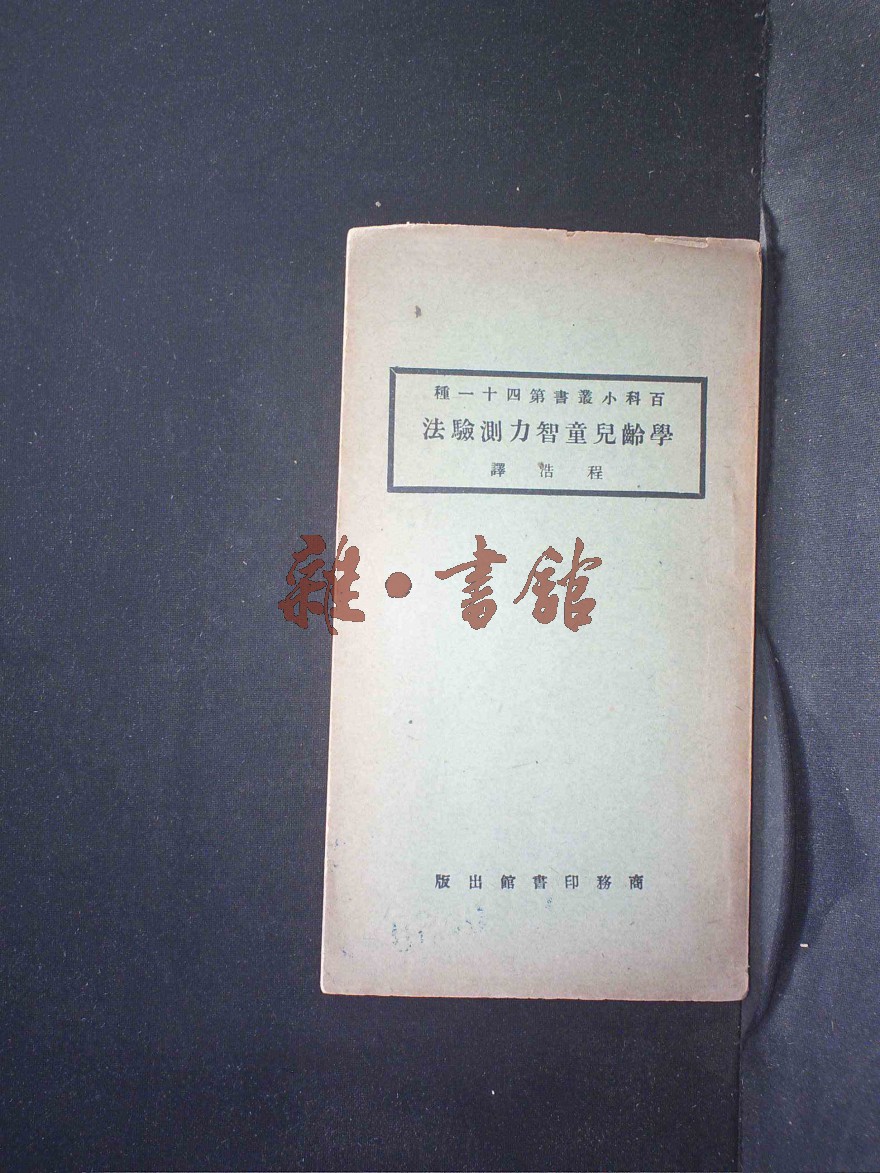 百科小叢書第四十一種
學齡兒童智力測驗法
程浩譯
雜·書館
商務印書館出版